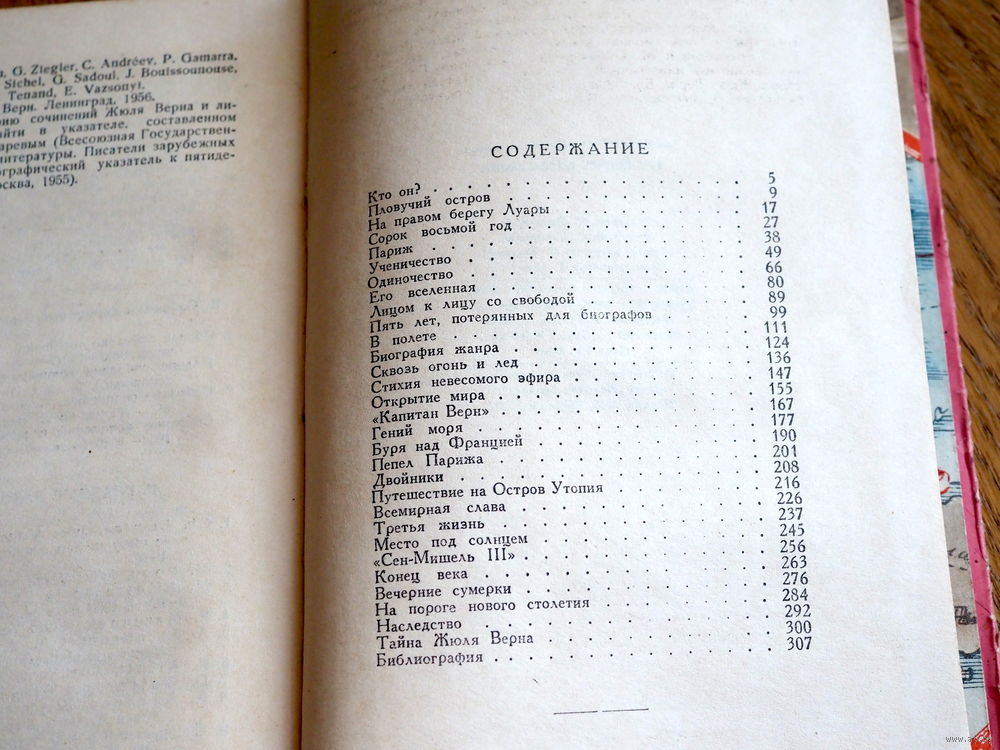 G. Ziegler, C. Andréev, P. Gamarra,
Sichel, G. Sadoul, J. Bouissounouse,
Tenand, E. Vazsonyi.
Верн. Ленинград, 1956.
сочинений Жюля Верна и ли-
в указателе, составленном
(Всесоюзная Государствен-
Писатели зарубежных
указатель к пятиде-
1955).
СОДЕРЖАНИЕ
Кто он? . . . 5
Пловучий остров . . . 9
На правом берегу Луары . . . 17
Сорок восьмой год . . . 27
Париж . . . 38
Ученичество . . . 49
Одиночество . . . 66
Его вселенная . . . 80
Лицом к лицу со свободой . . . 89
Пять лет, потерянных для биографов . . . 99
В полете . . . 111
Биография жанра . . . 124
Сквозь огонь и лед . . . 136
Стихия невесомого эфира . . . 147
Открытие мира . . . 155
«Капитан Верн» . . . 167
Гений моря . . . 177
Буря над Францией . . . 190
Пепел Парижа . . . 201
Двойники . . . 208
Путешествие на Остров Утопия . . . 216
Всемирная слава . . . 226
Третья жизнь . . . 237
Место под солнцем . . . 245
«Сен-Мишель III» . . . 256
Конец века . . . 263
Вечерние сумерки . . . 276
На пороге нового столетия . . . 284
Наследство . . . 292
Тайна Жюля Верна . . . 300
Библиография . . . 307